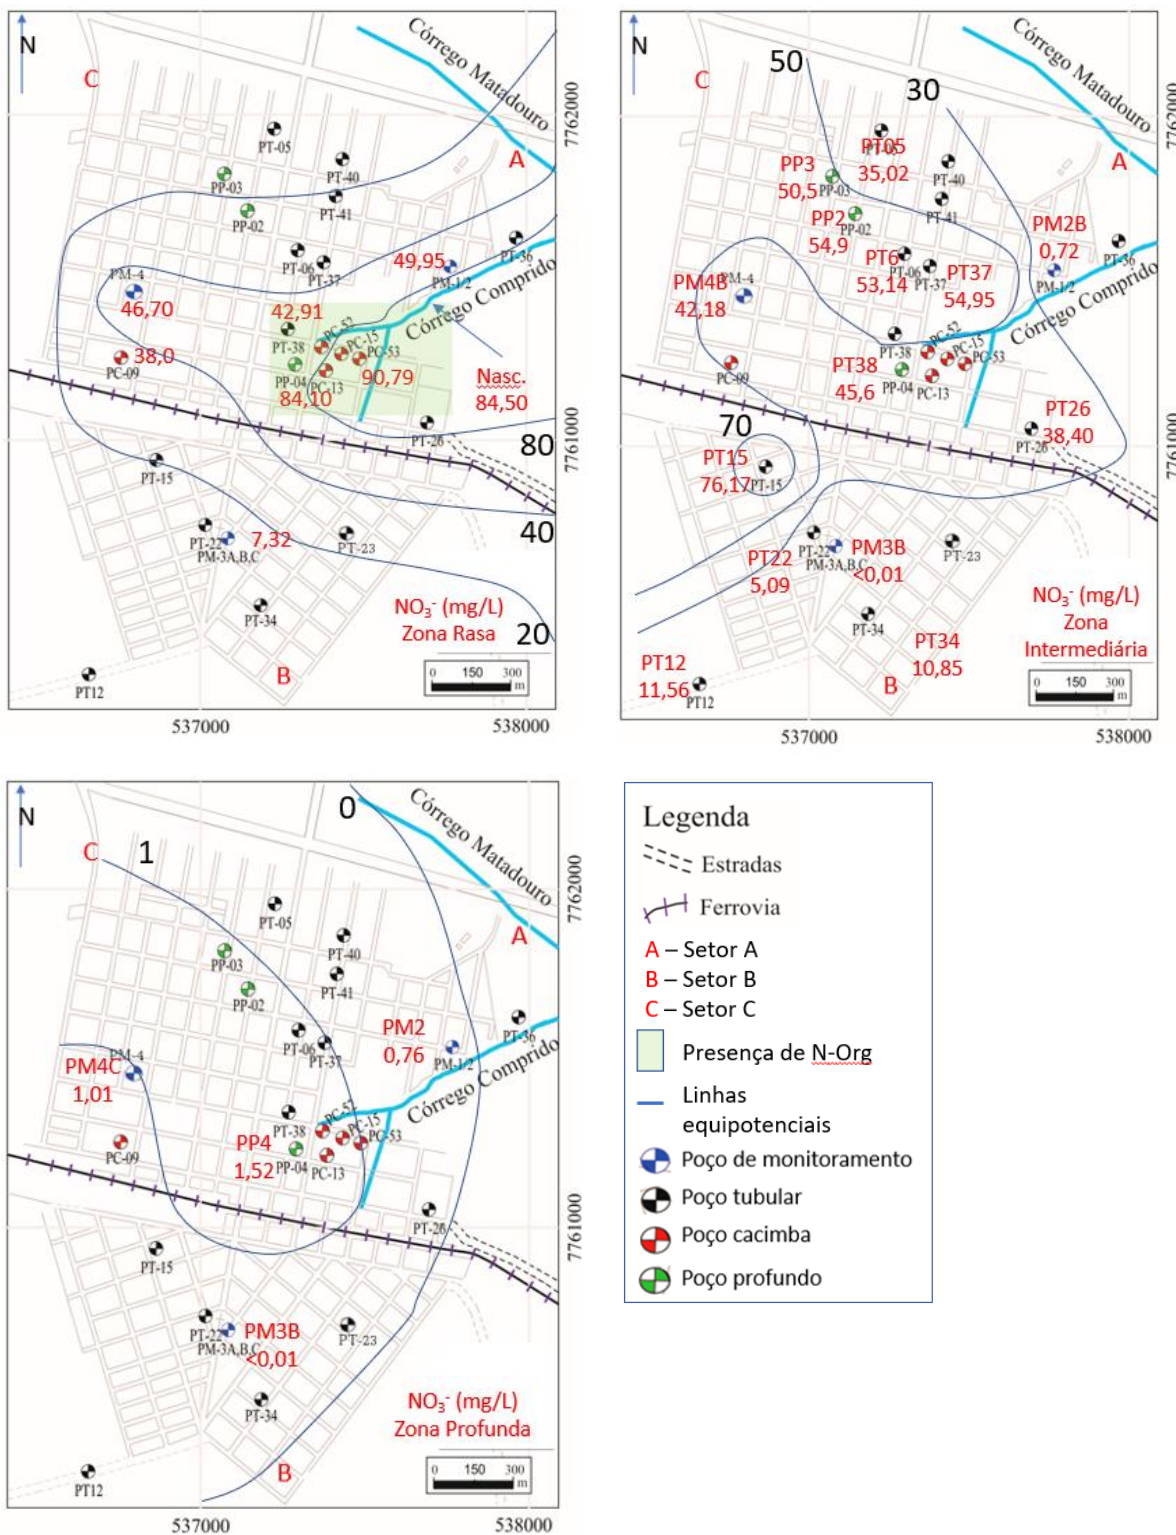 N
C
Córrego Matadouro
7762000
A
PT-05
PT-40
PP-03
PT-41
PP-02
PT-36
PT-06
PT-37
49,95
PM-1/2
Córrego Comprido
PM-4
46,70
42,91
PC-52
PC-15
PC-53
PT-38
38,0
PC-09
PP-04
PC-13
84,10
90,79
Nasc.
84,50
PT-26
80
7761000
PT-15
40
PT-22
PM-3A,B,C
7,32
PT-23
NO₃⁻ (mg/L)
Zona Rasa
20
PT-34
B
PT12
0 150 300
m
537000
538000
N
C
50
30
Córrego Matadouro
7762000
A
PT05
35,02
PT-40
PP3
50,5
PP-03
PT-41
PP2
54,9
PP-02
PM2B
0,72
PT-36
PT6
53,14
PT-06
PT37
54,95
PT-37
PM-1/2
Córrego Comprido
PM4B
42,18
PM-4
PC-52
PC-15
PC-53
PT-38
PT38
45,6
PP-04
PC-13
PC-09
PT26
38,40
PT-26
7761000
70
PT15
76,17
PT-15
PT-22
PM-3A,B,C
PT22
5,09
PM3B
<0,01
PT-23
NO₃⁻ (mg/L)
Zona
Intermediária
PT-34
PT34
10,85
B
PT12
11,56
PT12
0 150 300
m
537000
538000
N
C
1
0
Córrego Matadouro
7762000
A
PT-05
PT-40
PP-03
PT-41
PP-02
PT-36
PT-06
PT-37
PM2
0,76
PM-1/2
Córrego Comprido
PM4C
1,01
PM-4
PC-52
PC-15
PC-53
PT-38
PP4
1,52
PP-04
PC-13
PC-09
PT-26
7761000
PT-15
PT-22
PM-3A,B,C
PM3B
<0,01
PT-23
NO₃⁻ (mg/L)
Zona Profunda
PT-34
B
PT12
0 150 300
m
537000
538000
Legenda
Estradas
Ferrovia
A – Setor A
B – Setor B
C – Setor C
Presença de N-Org
Linhas
equipotenciais
Poço de monitoramento
Poço tubular
Poço cacimba
Poço profundo